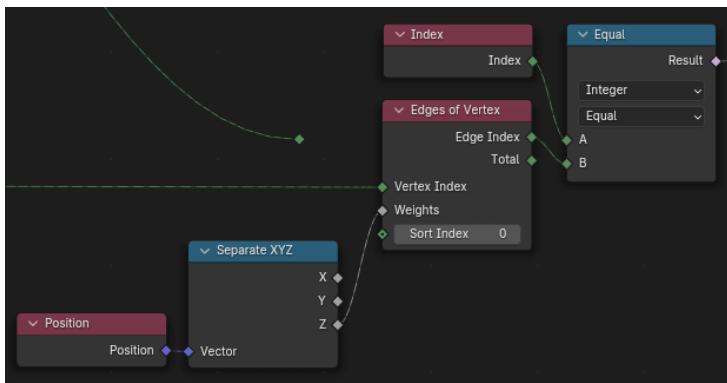 Index
Index
Equal
Result
Integer
Equal
A
B
Edges of Vertex
Edge Index
Total
Vertex Index
Weights
Sort Index 0
Separate XYZ
X
Y
Z
Vector
Position
Position